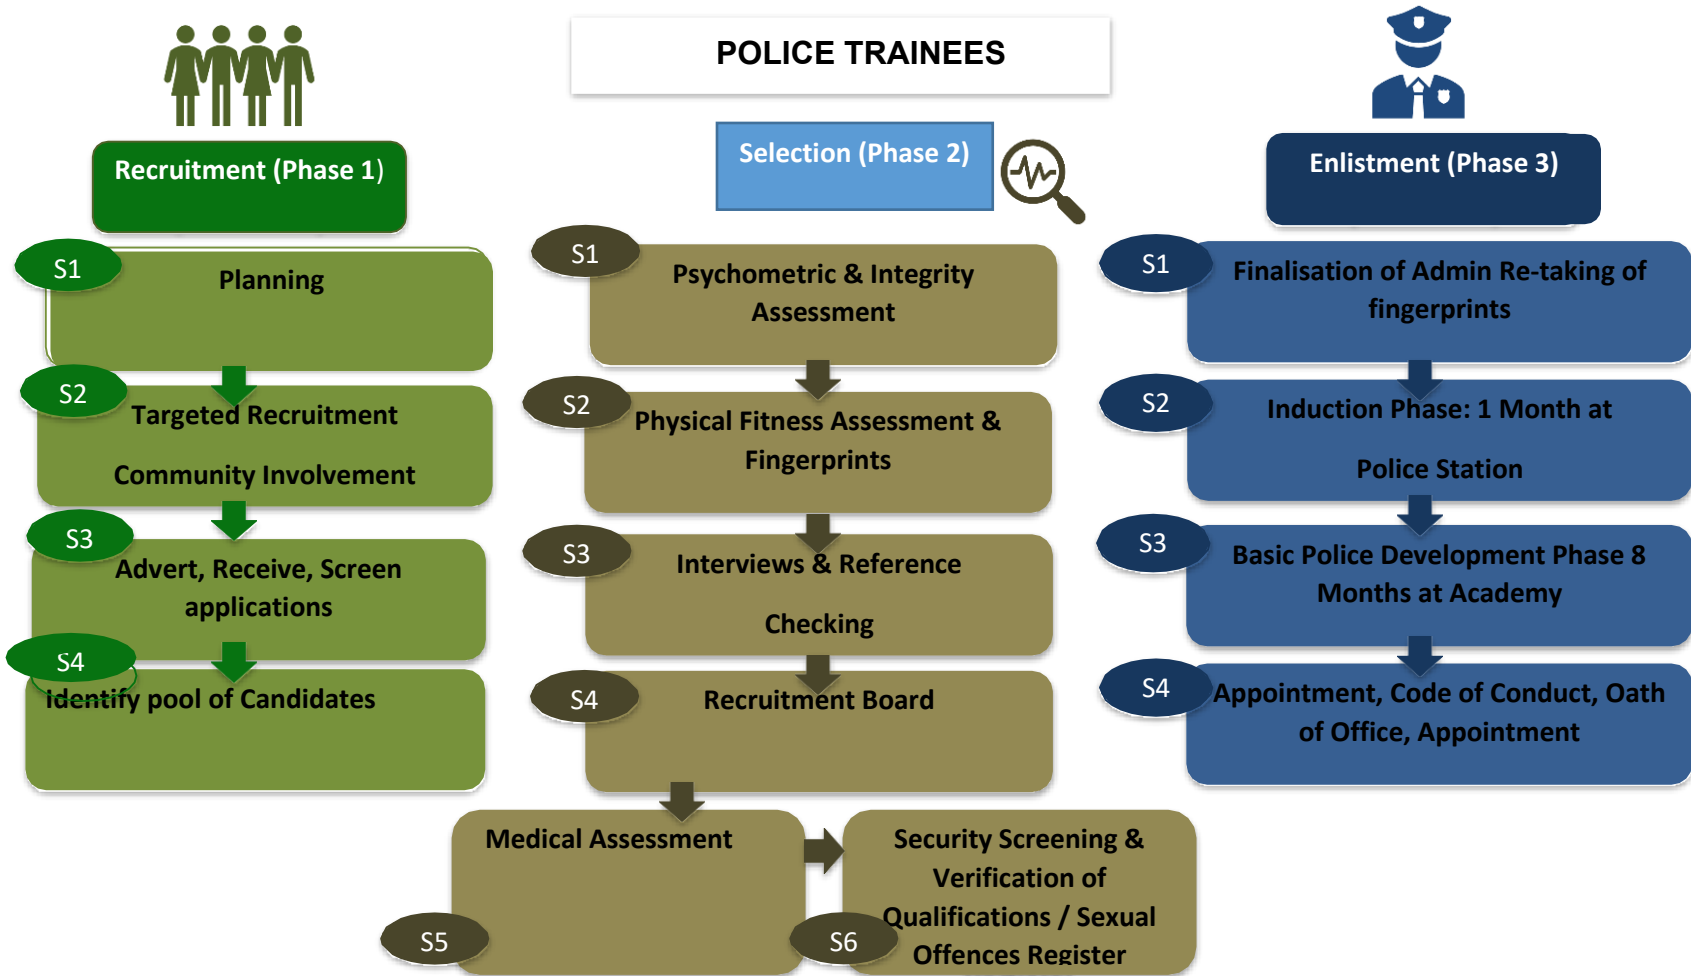 POLICE TRAINEES
Recruitment (Phase 1)
S1
Planning
S2
Targeted Recruitment
Community Involvement
S3
Advert, Receive, Screen
applications
S4
Identify pool of Candidates
Selection (Phase 2)
S1
Psychometric & Integrity
Assessment
S2
Physical Fitness Assessment &
Fingerprints
S3
Interviews & Reference
Checking
S4
Recruitment Board
Medical Assessment
S5
Security Screening &
Verification of
Qualifications / Sexual
Offences Register
S6
Enlistment (Phase 3)
S1
Finalisation of Admin Re-taking of
fingerprints
S2
Induction Phase: 1 Month at
Police Station
S3
Basic Police Development Phase 8
Months at Academy
S4
Appointment, Code of Conduct, Oath
of Office, Appointment